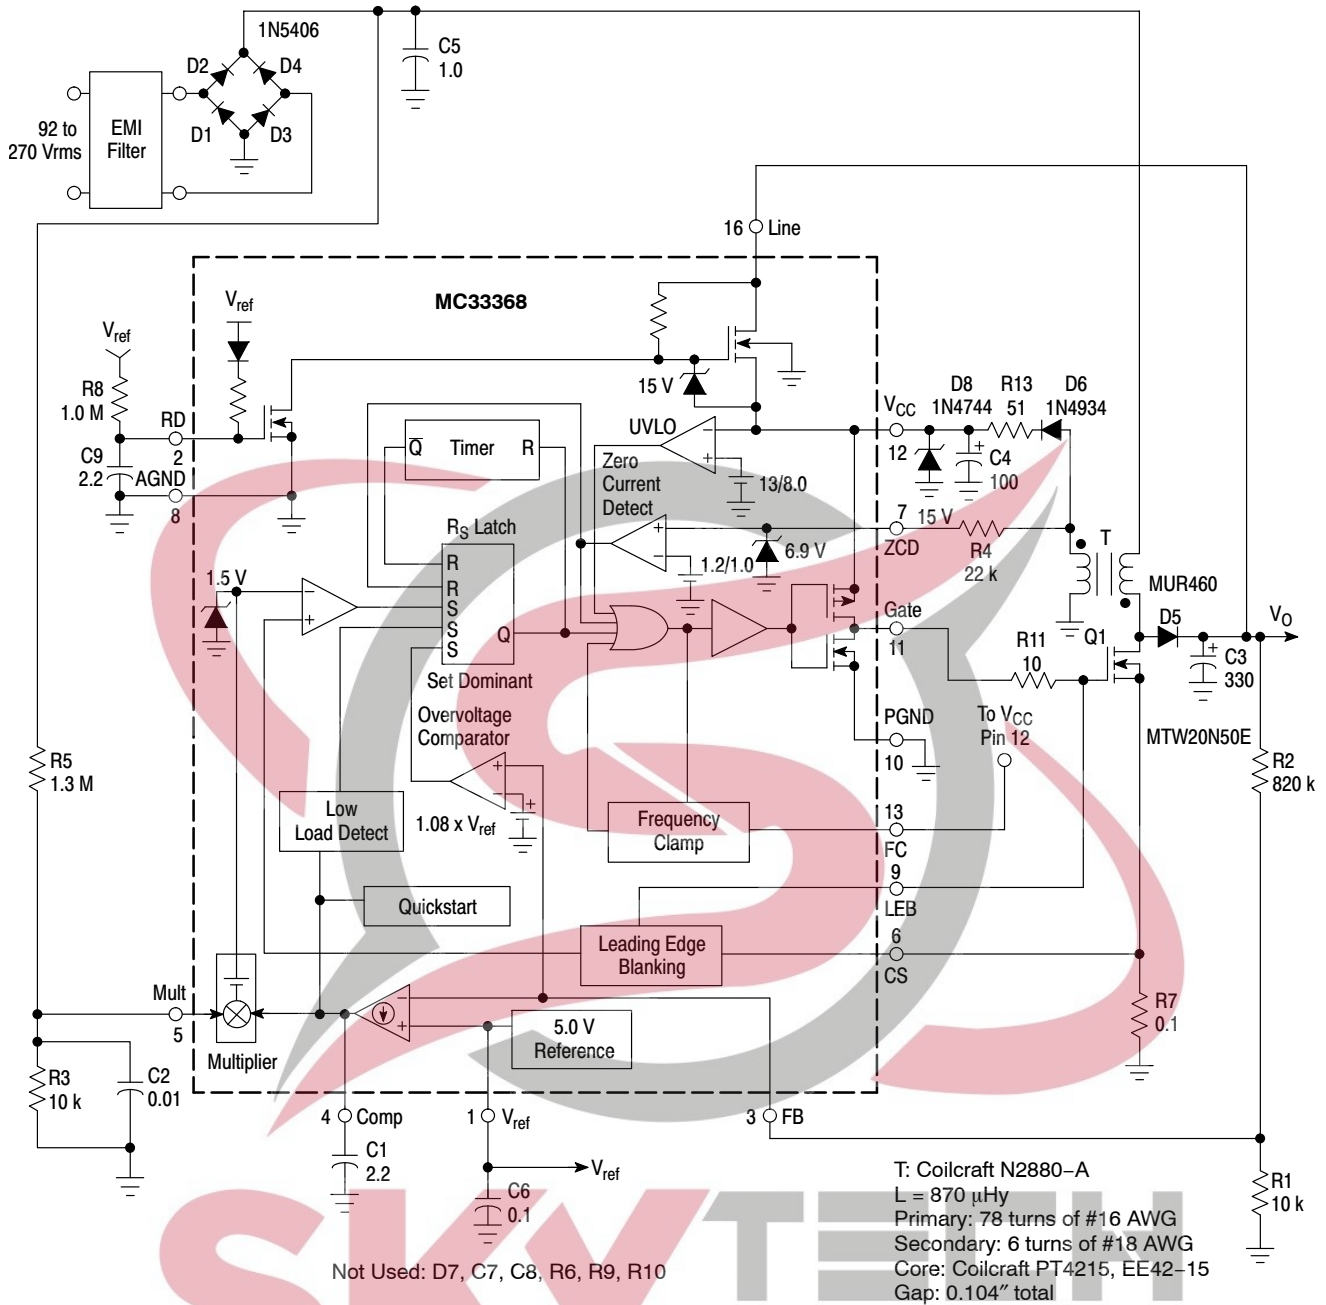 1N5406
C5
1.0
D2
D4
D1
D3
92 to
270 Vrms
EMI
Filter
16
Line
MC33368
Vref
Vref
R8
1.0 M
RD
2
C9
2.2
AGND
8
15 V
VCC
12
D8
1N4744
R13
51
D6
1N4934
C4
100
UVLO
13/8.0
Q Timer R
Zero
Current
Detect
7
15 V
ZCD
R4
22 k
T
6.9 V
1.2/1.0
RS Latch
R
R
S
S
S
Q
Set Dominant
1.5 V
MUR460
Gate
11
R11
10
Q1
D5
VO
C3
330
Overvoltage
Comparator
PGND
10
To VCC
Pin 12
MTW20N50E
R5
1.3 M
R2
820 k
Low
Load Detect
1.08 x Vref
Frequency
Clamp
13
FC
9
LEB
Quickstart
Leading Edge
Blanking
6
CS
Mult
5
Multiplier
5.0 V
Reference
R7
0.1
R3
10 k
C2
0.01
4
Comp
1
Vref
3
FB
C1
2.2
Vref
C6
0.1
R1
10 k
T: Coilcraft N2880−A
L = 870 μHy
Primary: 78 turns of #16 AWG
Secondary: 6 turns of #18 AWG
Core: Coilcraft PT4215, EE42−15
Gap: 0.104″ total
Not Used: D7, C7, C8, R6, R9, R10
SKYTECH